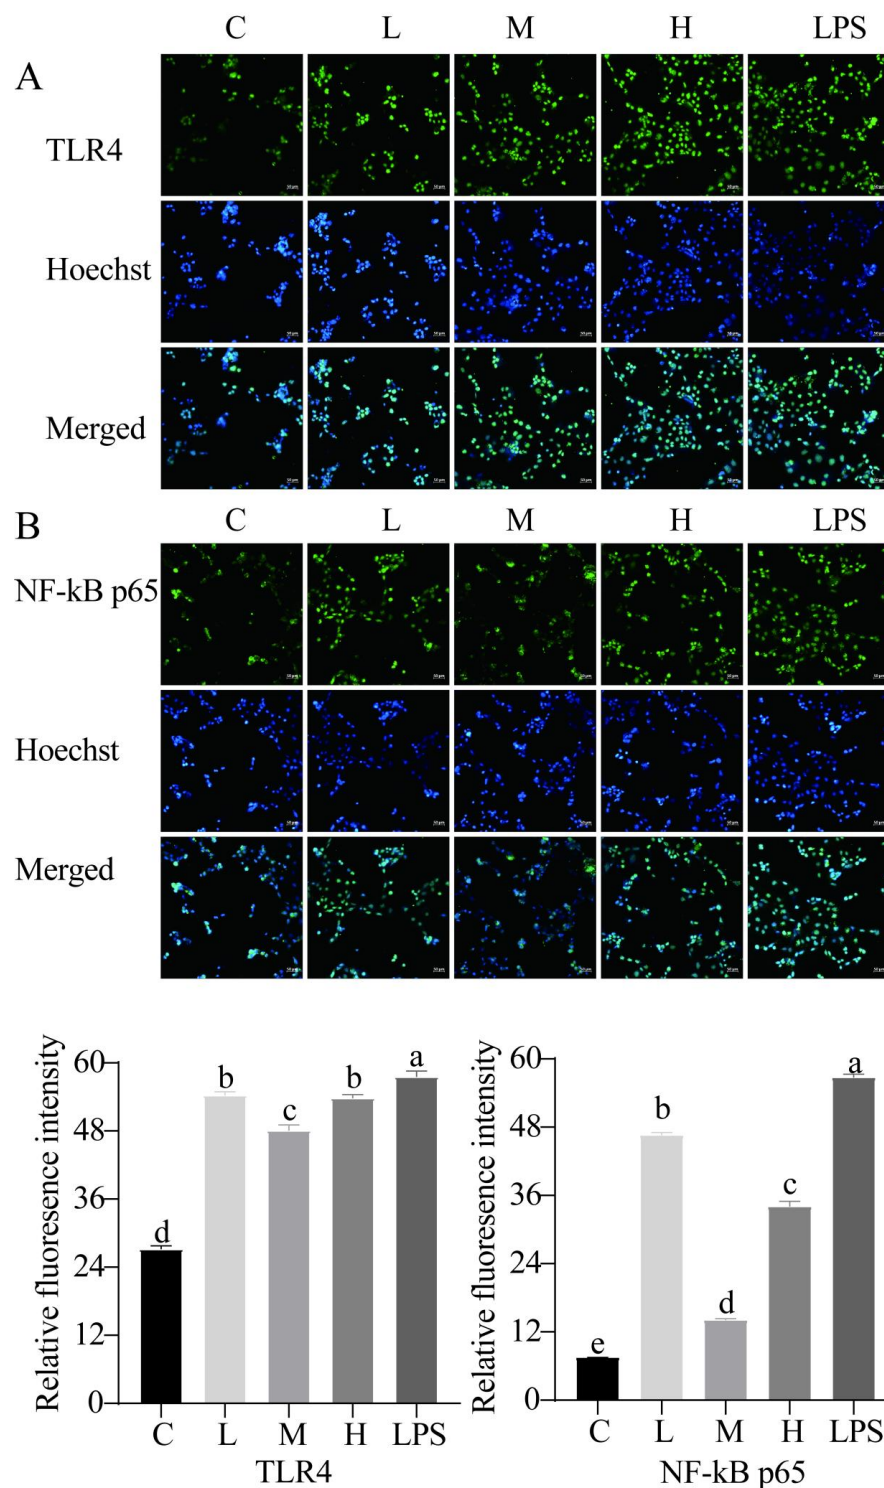 C L M H LPS
A
TLR4
Hoechst
Merged
C L M H LPS
B
NF-kB p65
Hoechst
Merged
Relative fluoresence intensity
60
48
36
24
12
0
d
b
c
b
a
C L M H LPS
TLR4
Relative fluoresence intensity
60
48
36
24
12
0
e
b
d
c
a
C L M H LPS
NF-kB p65